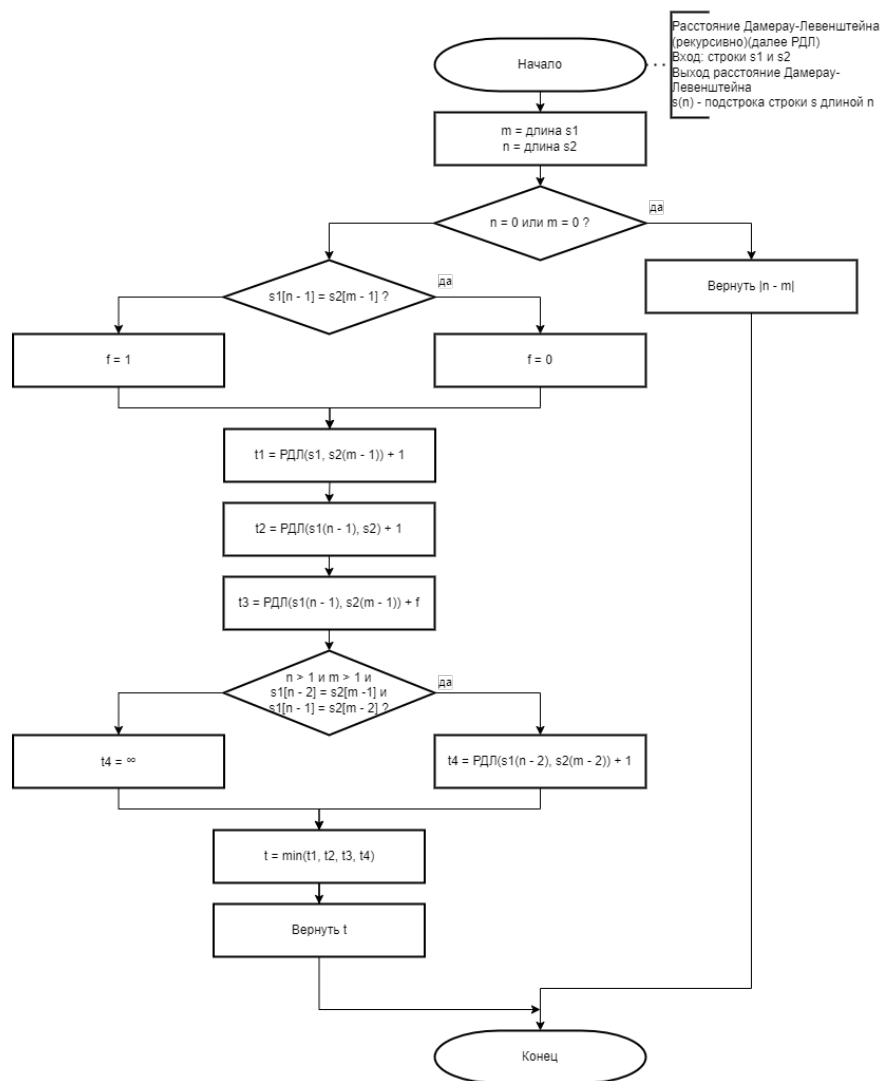 Расстояние Дамерау-Левенштейна
(рекурсивно)(далее РДЛ)
Вход: строки s1 и s2
Выход расстояние Дамерау-
Левенштейна
s(n) - подстрока строки s длиной n
Начало
m = длина s1
n = длина s2
n = 0 или m = 0 ?
да
s1[n - 1] = s2[m - 1] ?
да
Вернуть |n - m|
f = 1
f = 0
t1 = РДЛ(s1, s2(m - 1)) + 1
t2 = РДЛ(s1(n - 1), s2) + 1
t3 = РДЛ(s1(n - 1), s2(m - 1)) + f
n > 1 и m > 1 и
s1[n - 2] = s2[m -1] и
s1[n - 1] = s2[m - 2] ?
да
t4 = ∞
t4 = РДЛ(s1(n - 2), s2(m - 2)) + 1
t = min(t1, t2, t3, t4)
Вернуть t
Конец